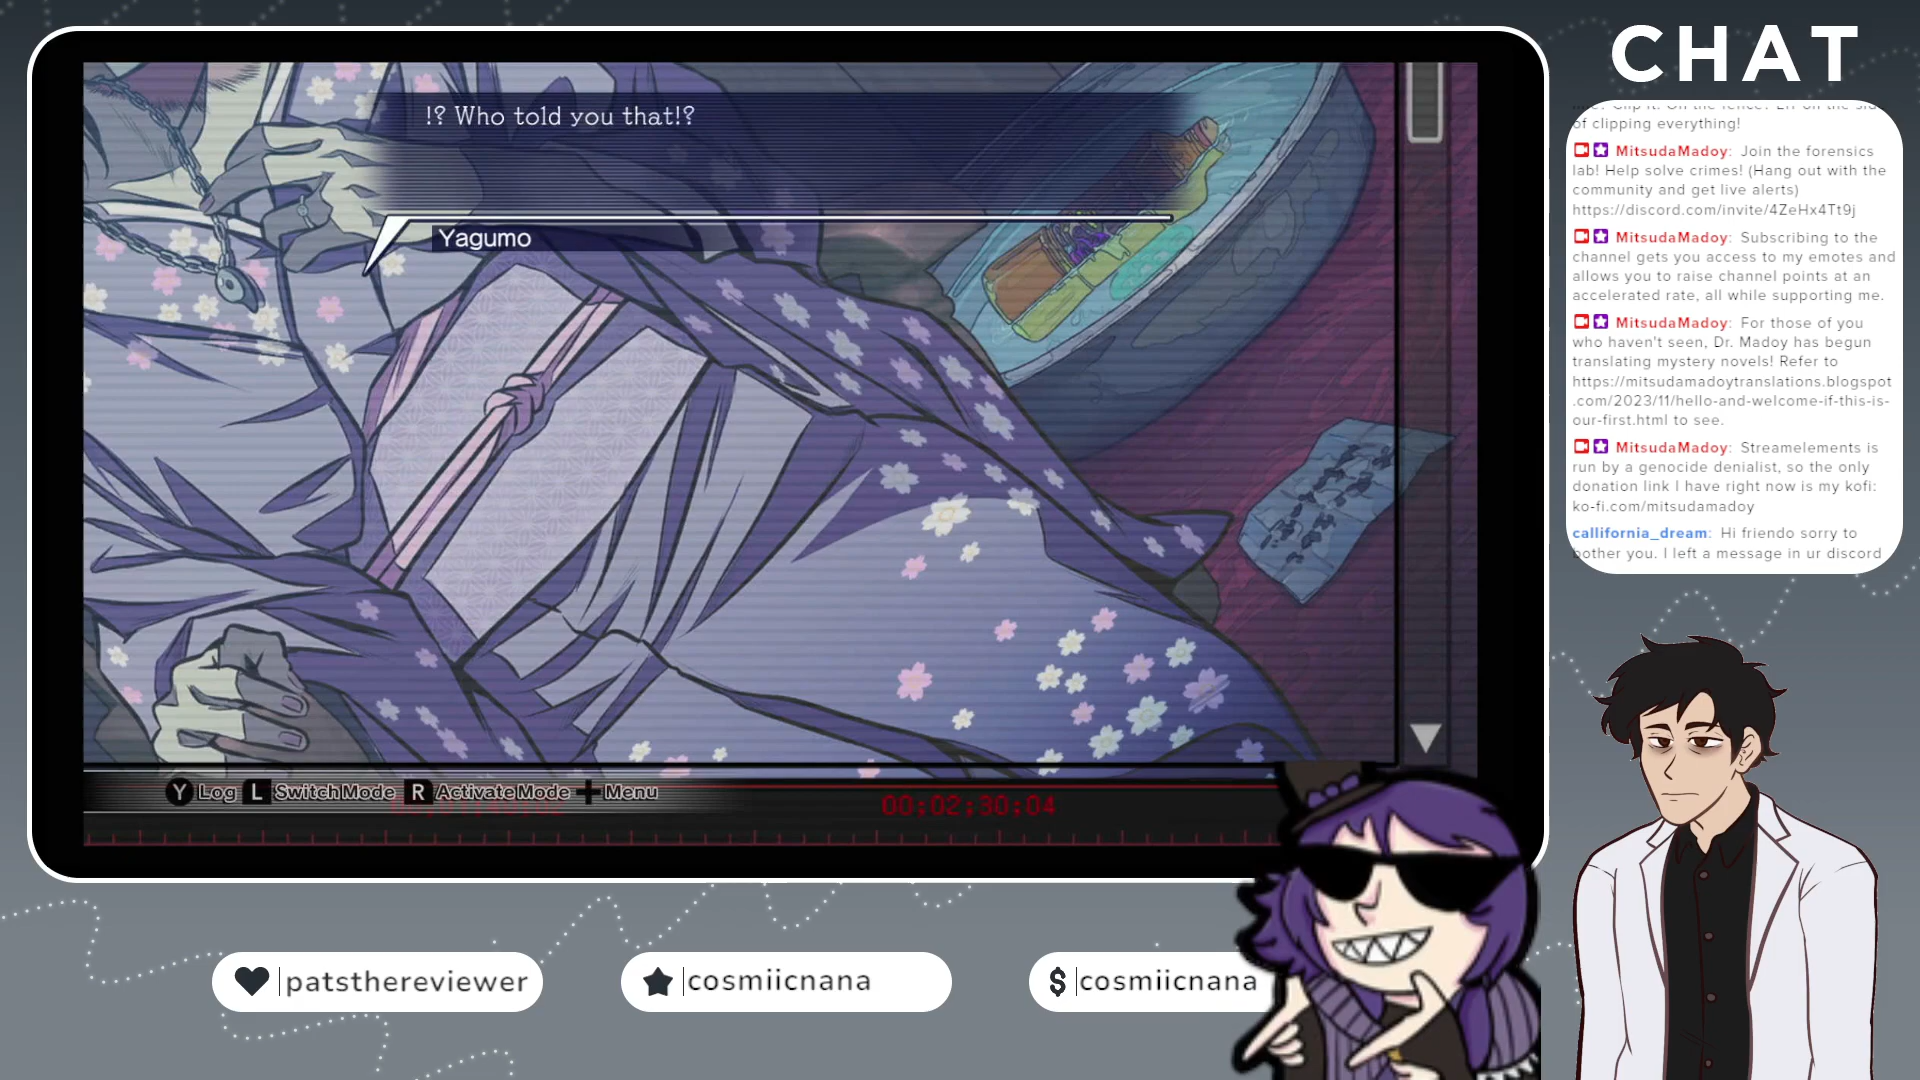 CHAT
!? Who told you that!?
Yagumo
of clipping everything!
MitsudaMadoy: Join the forensics
lab! Help solve crimes! (Hang out with the
community and get live alerts)
https://discord.com/invite/4ZeHx4Tt9j
MitsudaMadoy: Subscribing to the
channel gets you access to my emotes and
allows you to raise channel points at an
accelerated rate, all while supporting me.
MitsudaMadoy: For those of you
who haven't seen, Dr. Madoy has begun
translating mystery novels! Refer to
https://mitsudamadoytranslations.blogspot
.com/2023/11/hello-and-welcome-if-this-is-
our-first.html to see.
MitsudaMadoy: Streamelements is
run by a genocide denialist, so the only
donation link I have right now is my kofi:
ko-fi.com/mitsudamadoy
callifornia_dream: Hi friendo sorry to
bother you. I left a message in ur discord
Y Log L SwitchMode R ActivateMode + Menu
00;02;30;04
patsthereviewer
cosmiicnana
$ cosmiicnana